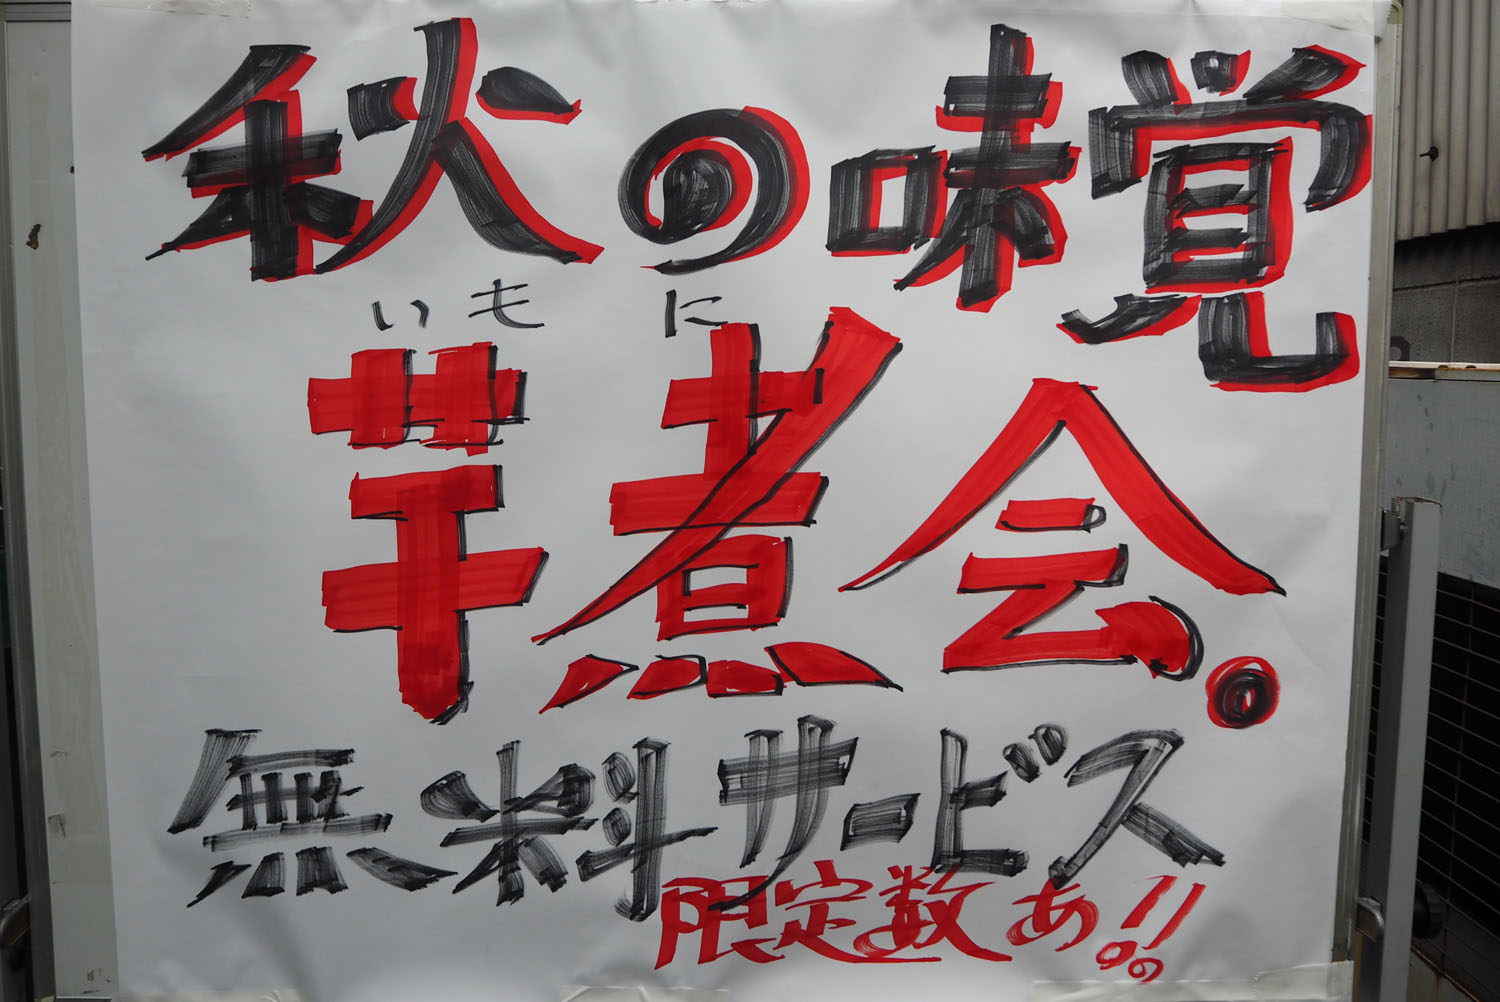 秋の味覚
いも に
芋煮会。
無料サービス
限定数あ!!